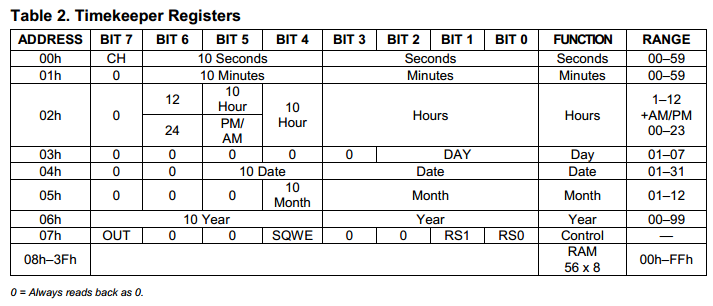 Table 2. Timekeeper Registers
ADDRESS BIT 7 BIT 6 BIT 5 BIT 4 BIT 3 BIT 2 BIT 1 BIT 0 FUNCTION RANGE
00h CH 10 Seconds Seconds Seconds 00–59
01h 0 10 Minutes Minutes Minutes 00–59
02h 0 12 24 10 Hour PM/ AM 10 Hour Hours Hours 1–12 +AM/PM 00–23
03h 0 0 0 0 0 DAY Day 01–07
04h 0 0 10 Date Date Date 01–31
05h 0 0 0 10 Month Month Month 01–12
06h 10 Year Year Year 00–99
07h OUT 0 0 SQWE 0 0 RS1 RS0 Control —
08h–3Fh RAM 56 x 8 00h–FFh
0 = Always reads back as 0.